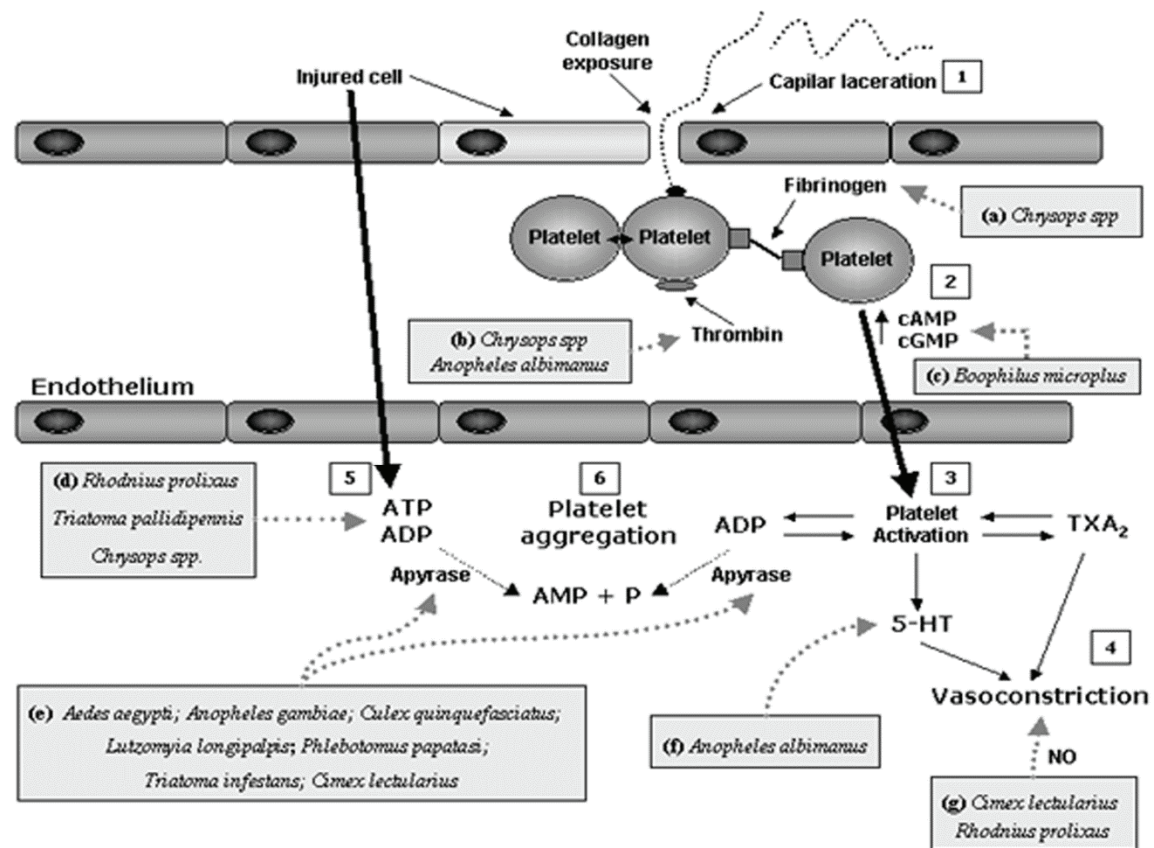 Collagen
exposure
Injured cell
Capilar laceration
1
Fibrinogen
(a) Chrysops spp
Platelet
Platelet
Platelet
2
cAMP
cGMP
Thrombin
(b) Chrysops spp
Anopheles albimanus
(c) Boophilus microplus
Endothelium
(d) Rhodnius prolixus
Triatoma pallidipennis
Chrysops spp.
5
ATP
ADP
6
Platelet
aggregation
3
Platelet
Activation
ADP
TXA₂
Apyrase
AMP + P
Apyrase
5-HT
4
Vasoconstriction
(e) Aedes aegypti; Anopheles gambiae; Culex quinquefasciatus;
Lutzomyia longipalpis; Phlebotomus papatasi;
Triatoma infestans; Cimex lectularius
(f) Anopheles albimanus
NO
(g) Cimex lectularius
Rhodnius prolixus